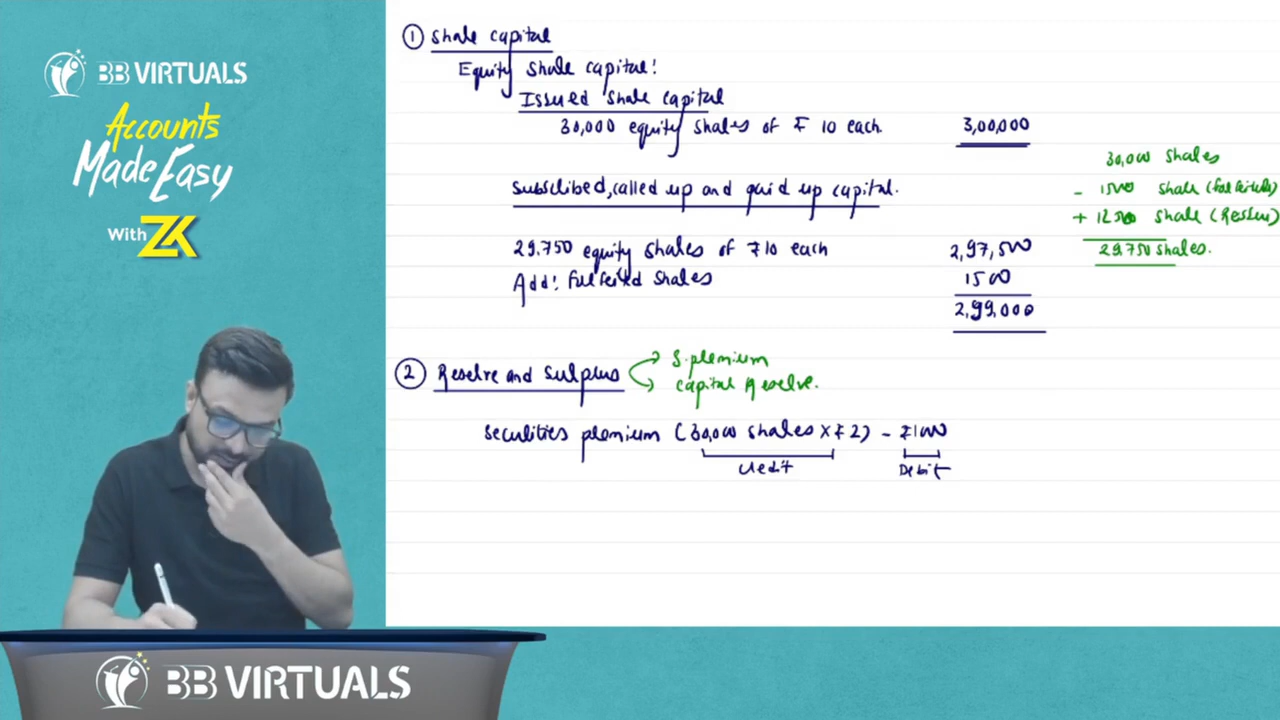 BB VIRTUALS
Accounts
Made Easy
With ZK
① Share capital
Equity Share capital:
Issued share capital
30,000 equity shares of ₹ 10 each. 3,00,000
Subscribed, called up and paid up capital.
29,750 equity shares of ₹10 each 2,97,500
Add: Forfeited shares 1500
2,99,000
30,000 shares
- 1500 share (forfeiture)
+ 1250 share (Reissue)
29,750 shares.
② Reserve and Surplus
S. premium
capital Reserve.
Securities premium (30,000 shares x ₹ 2) - ₹1000
Credit Debit
BB VIRTUALS